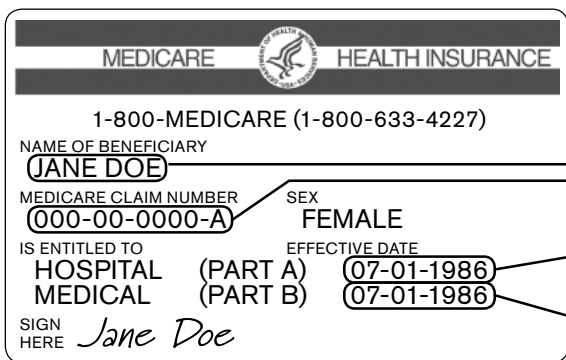 MEDICARE HEALTH INSURANCE
1-800-MEDICARE (1-800-633-4227)
NAME OF BENEFICIARY
JANE DOE
MEDICARE CLAIM NUMBER SEX
000-00-0000-A FEMALE
IS ENTITLED TO EFFECTIVE DATE
HOSPITAL (PART A) 07-01-1986
MEDICAL (PART B) 07-01-1986
SIGN
HERE Jane Doe